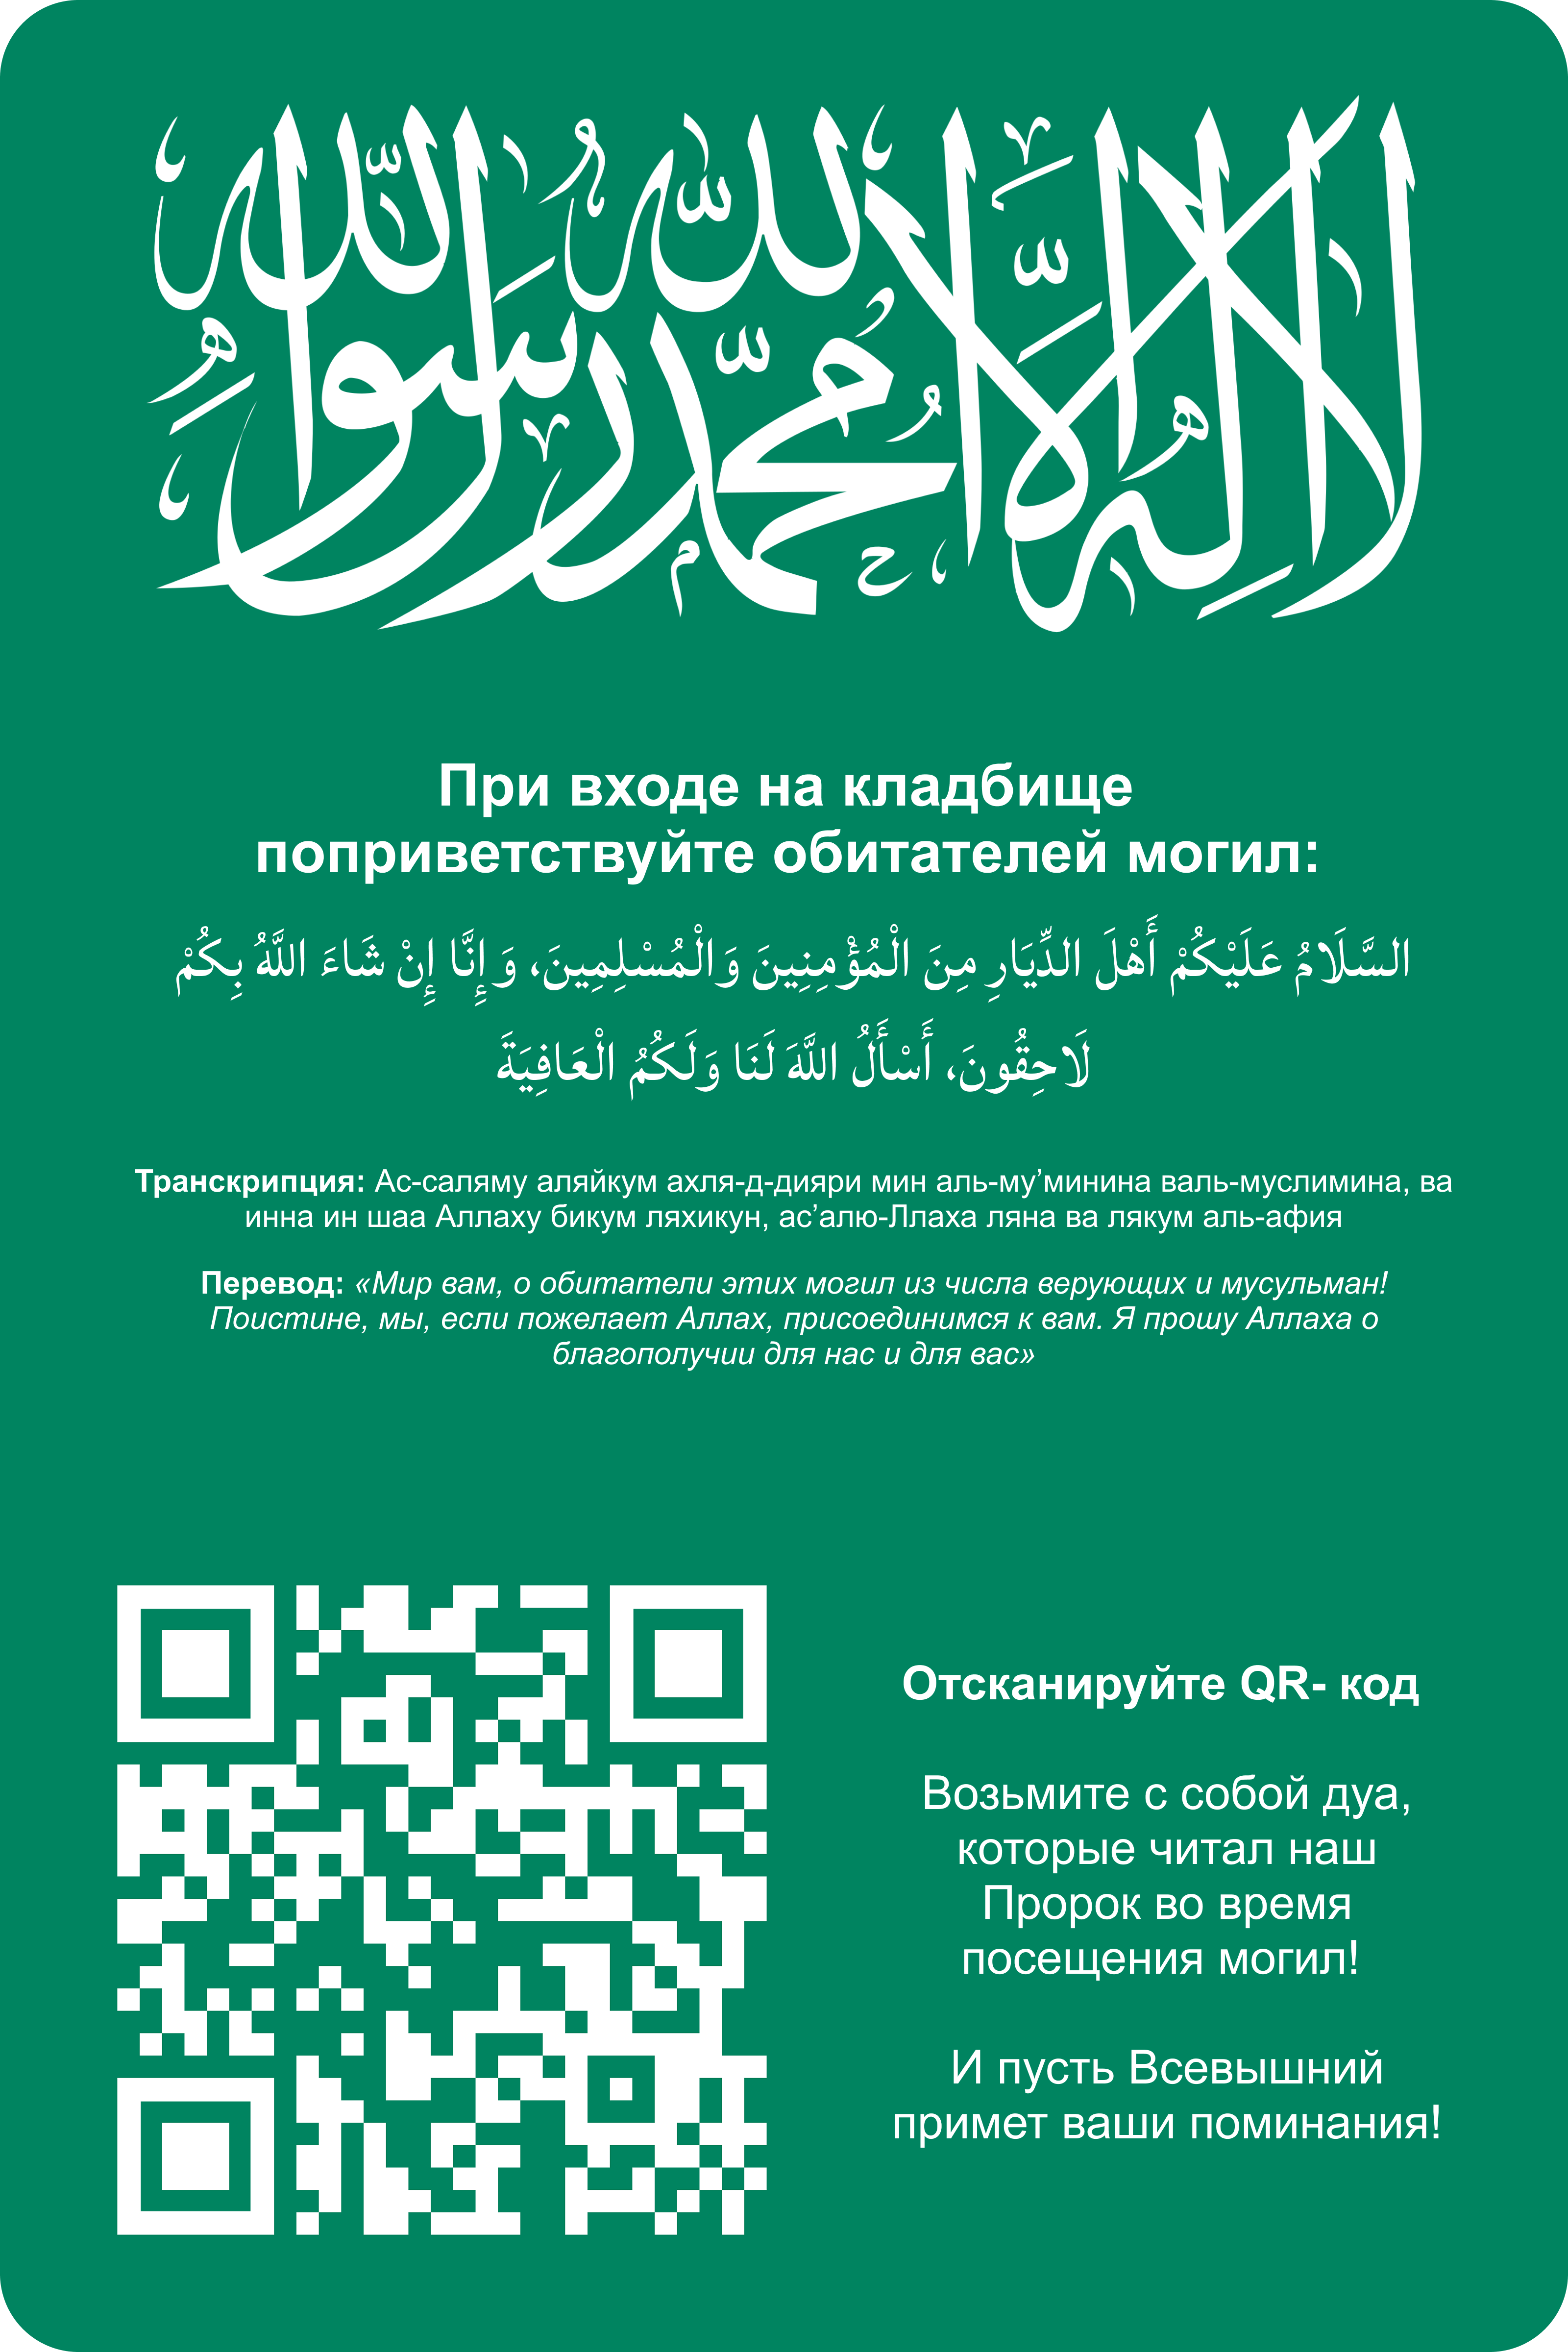 لا إله إلا الله محمد رسول الله
При входе на кладбище
поприветствуйте обитателей могил:
السَّلَامُ عَلَيْكُمْ أَهْلَ الدِّيَارِ مِنَ الْمُؤْمِنِينَ وَالْمُسْلِمِينَ، وَإِنَّا إِنْ شَاءَ اللَّهُ بِكُمْ
لَاحِقُونَ، أَسْأَلُ اللَّهَ لَنَا وَلَكُمُ الْعَافِيَةَ
Транскрипция: Ас-саляму аляйкум ахля-д-дияри мин аль-му’минина валь-муслимина, ва
инна ин шаа Аллаху бикум ляхикун, ас’алю-Ллаха ляна ва лякум аль-афия
Перевод: «Мир вам, о обитатели этих могил из числа верующих и мусульман!
Поистине, мы, если пожелает Аллах, присоединимся к вам. Я прошу Аллаха о
благополучии для нас и для вас»
Отсканируйте QR- код
Возьмите с собой дуа,
которые читал наш
Пророк во время
посещения могил!
И пусть Всевышний
примет ваши поминания!